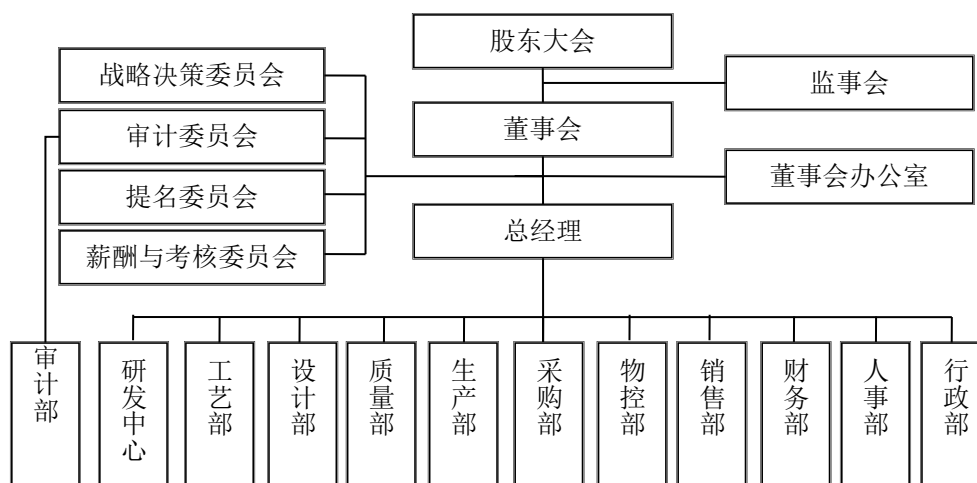 股东大会
战略决策委员会
监事会
审计委员会
董事会
提名委员会
董事会办公室
薪酬与考核委员会
总经理
审计部
研发中心
工艺部
设计部
质量部
生产部
采购部
物控部
销售部
财务部
人事部
行政部